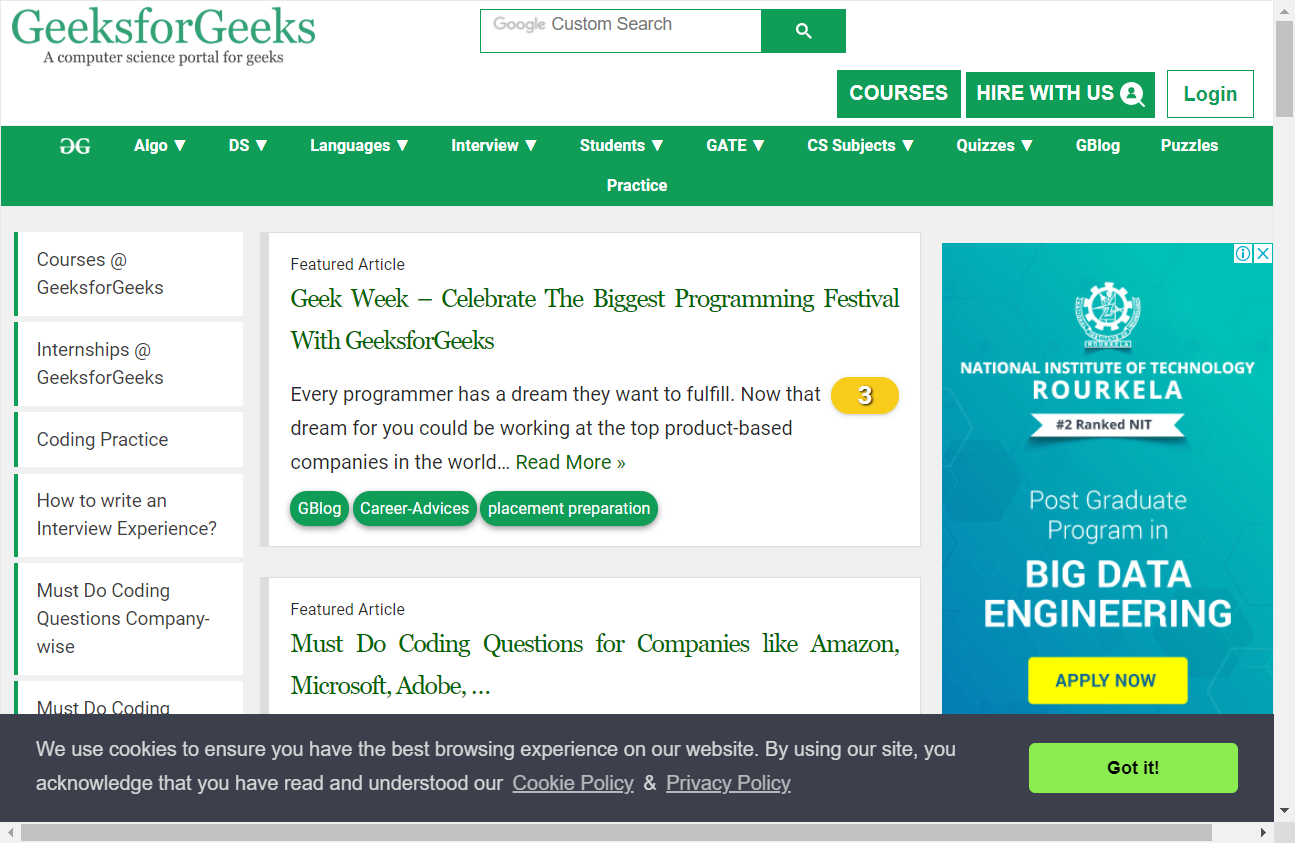 GeeksforGeeks
A computer science portal for geeks
Google Custom Search
COURSES
HIRE WITH US
Login
Algo ▼
DS ▼
Languages ▼
Interview ▼
Students ▼
GATE ▼
CS Subjects ▼
Quizzes ▼
GBlog
Puzzles
Practice
Courses @
GeeksforGeeks
Internships @
GeeksforGeeks
Coding Practice
How to write an
Interview Experience?
Must Do Coding
Questions Company-
wise
Must Do Coding
Featured Article
Geek Week – Celebrate The Biggest Programming Festival
With GeeksforGeeks
Every programmer has a dream they want to fulfill. Now that
3
dream for you could be working at the top product-based
companies in the world… Read More »
GBlog
Career-Advices
placement preparation
Featured Article
Must Do Coding Questions for Companies like Amazon,
Microsoft, Adobe, …
NATIONAL INSTITUTE OF TECHNOLOGY
ROURKELA
#2 Ranked NIT
Post Graduate
Program in
BIG DATA
ENGINEERING
APPLY NOW
We use cookies to ensure you have the best browsing experience on our website. By using our site, you
acknowledge that you have read and understood our Cookie Policy & Privacy Policy
Got it!